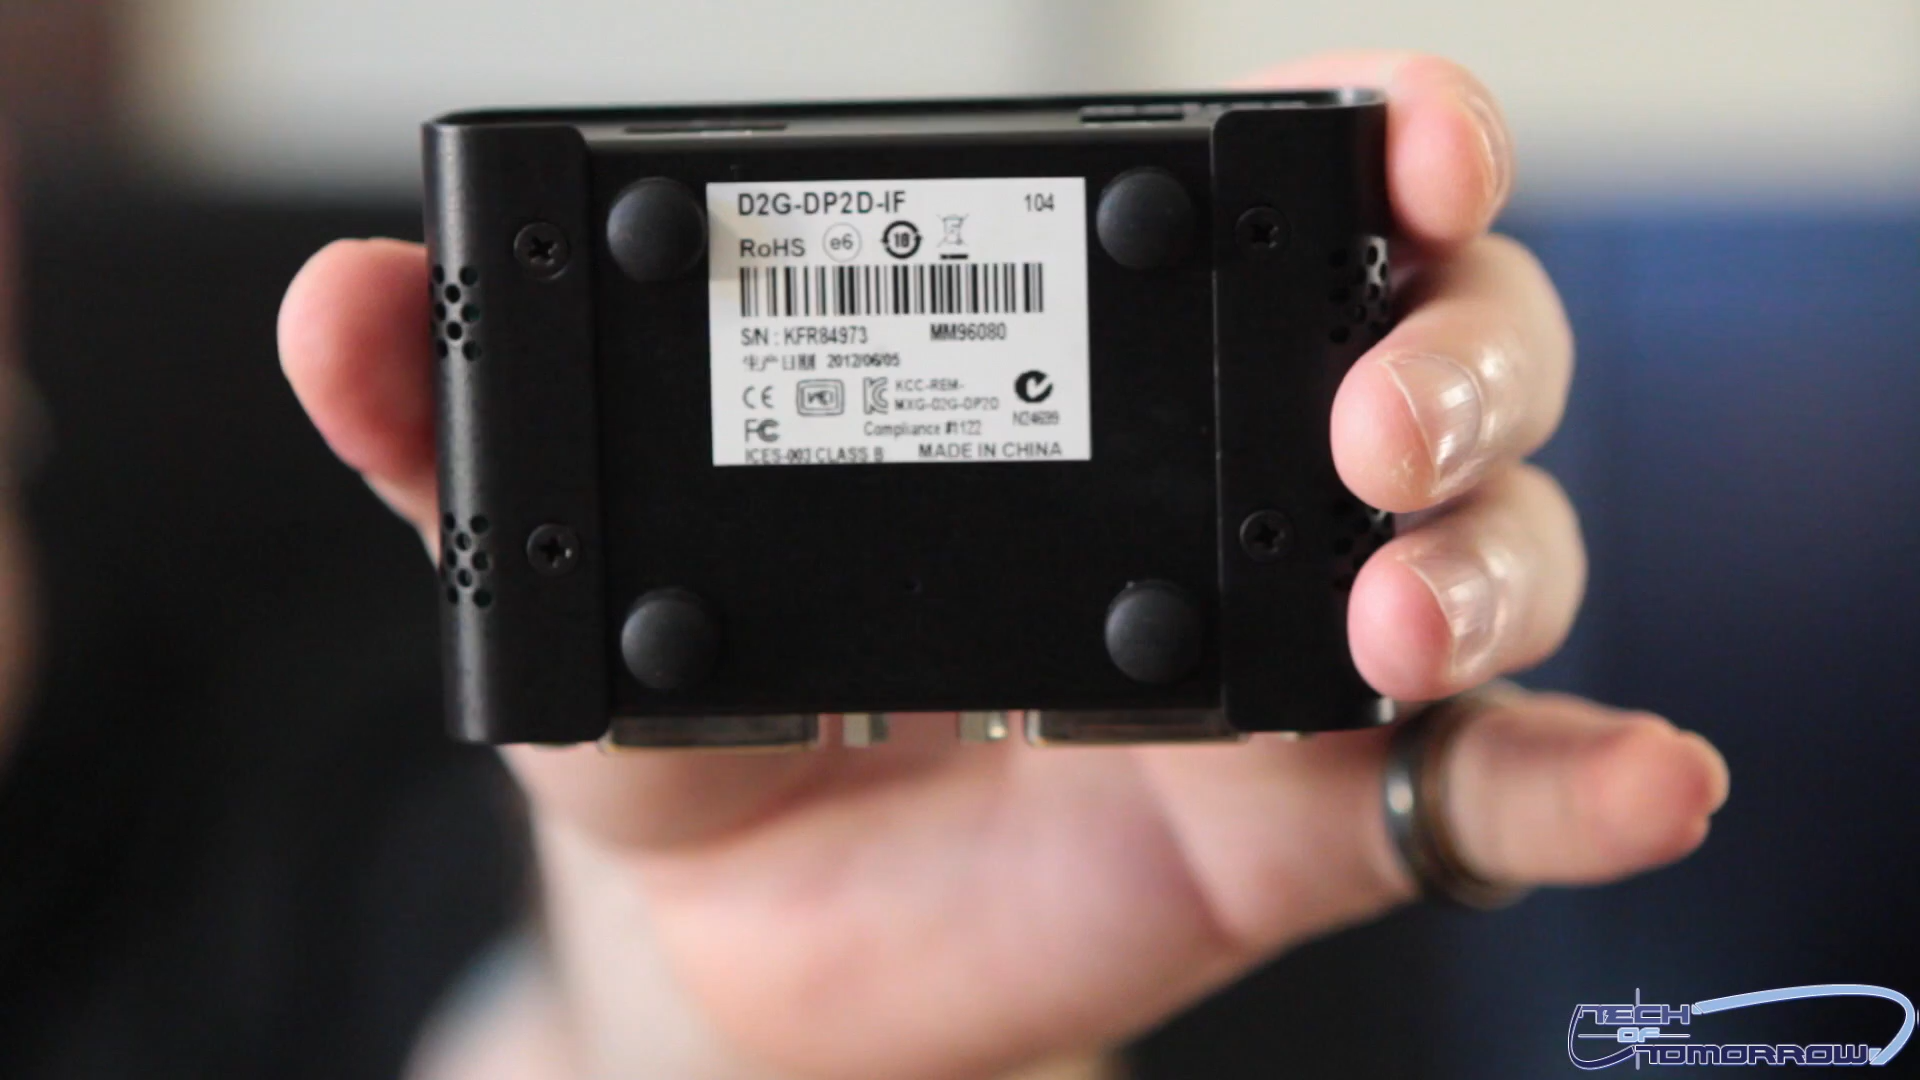 D2G-DP2D-IF 104
RoHS e6 10
S/N : KFR84973 MM96080
生产日期 2012/06/05
CE VCI KCC-REM-
MXG-D2G-DP2D
N24699
FC Compliance #1122
ICES-003 CLASS B MADE IN CHINA
TECH
OF
TOMORROW